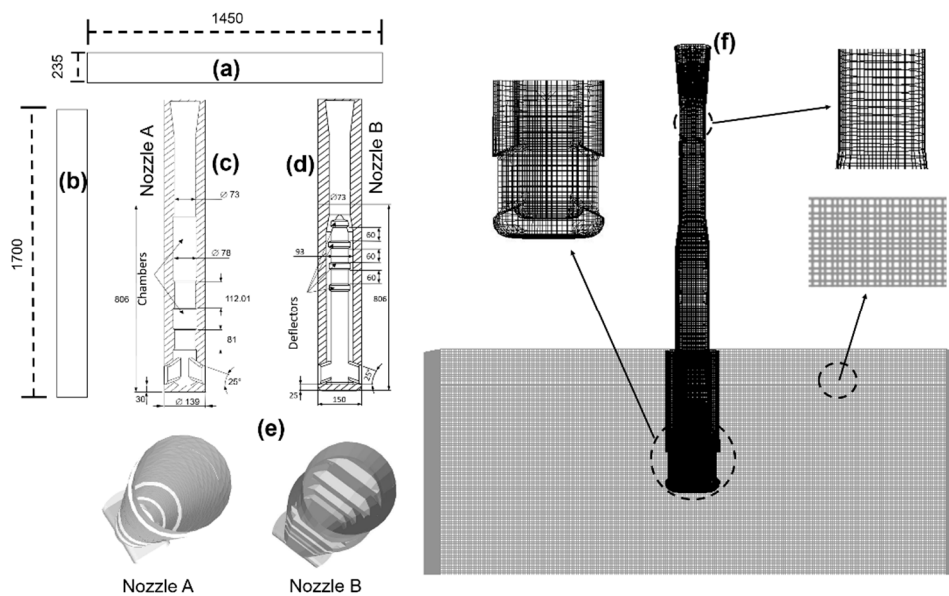 1450
235
(a)
(b)
1700
Nozzle A
(c)
Ø 73
Ø 78
Chambers
806
112.01
81
25°
30
Ø 139
(d)
Nozzle B
Ø73
60
93
60
60
Deflectors
806
25°
25
150
(e)
Nozzle A
Nozzle B
(f)